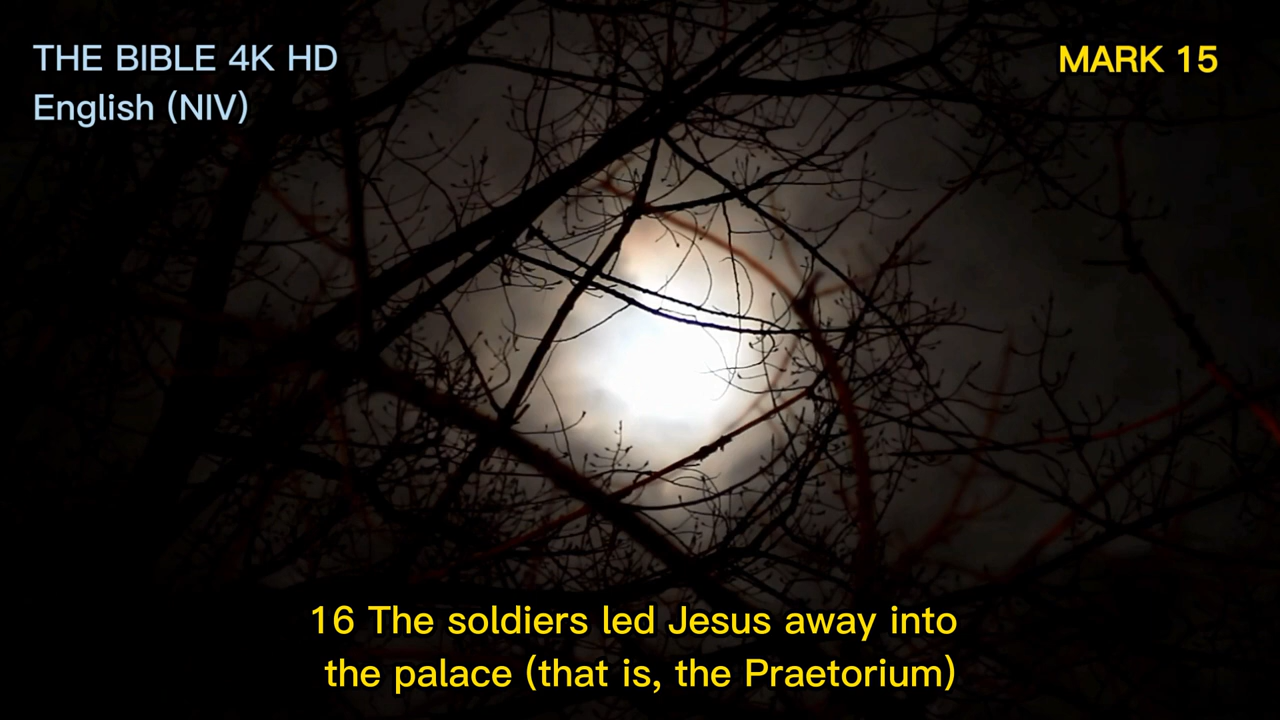 THE BIBLE 4K HD
English (NIV)
MARK 15
16 The soldiers led Jesus away into
the palace (that is, the Praetorium)